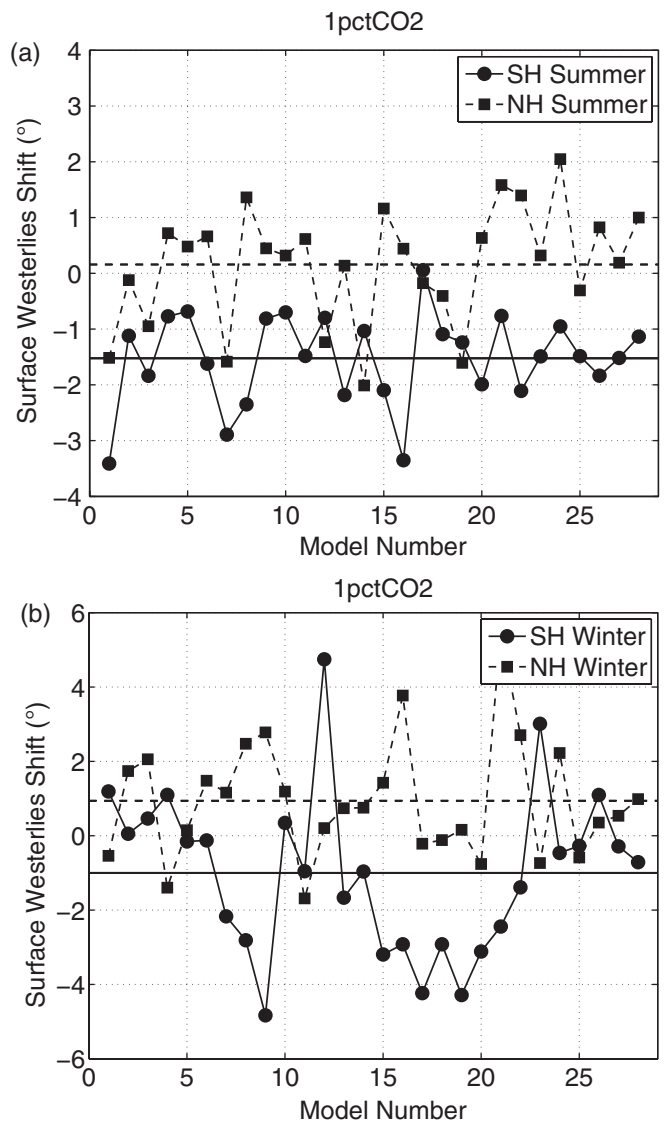 1pctCO2
(a)
SH Summer
NH Summer
Surface Westerlies Shift (°)
4
3
2
1
0
−1
−2
−3
−4
0 5 10 15 20 25
Model Number
1pctCO2
(b)
SH Winter
NH Winter
Surface Westerlies Shift (°)
6
4
2
0
−2
−4
−6
0 5 10 15 20 25
Model Number